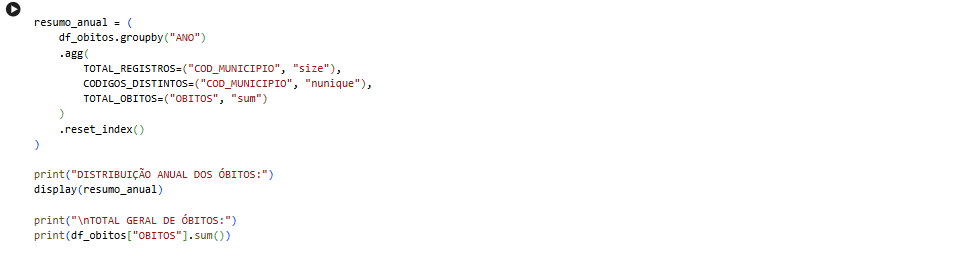 resumo_anual = (
    df_obitos.groupby("ANO")
    .agg(
        TOTAL_REGISTROS=("COD_MUNICIPIO", "size"),
        CODIGOS_DISTINTOS=("COD_MUNICIPIO", "nunique"),
        TOTAL_OBITOS=("OBITOS", "sum")
    )
    .reset_index()
)
print("DISTRIBUIÇÃO ANUAL DOS ÓBITOS:")
display(resumo_anual)
print("\nTOTAL GERAL DE ÓBITOS:")
print(df_obitos["OBITOS"].sum())